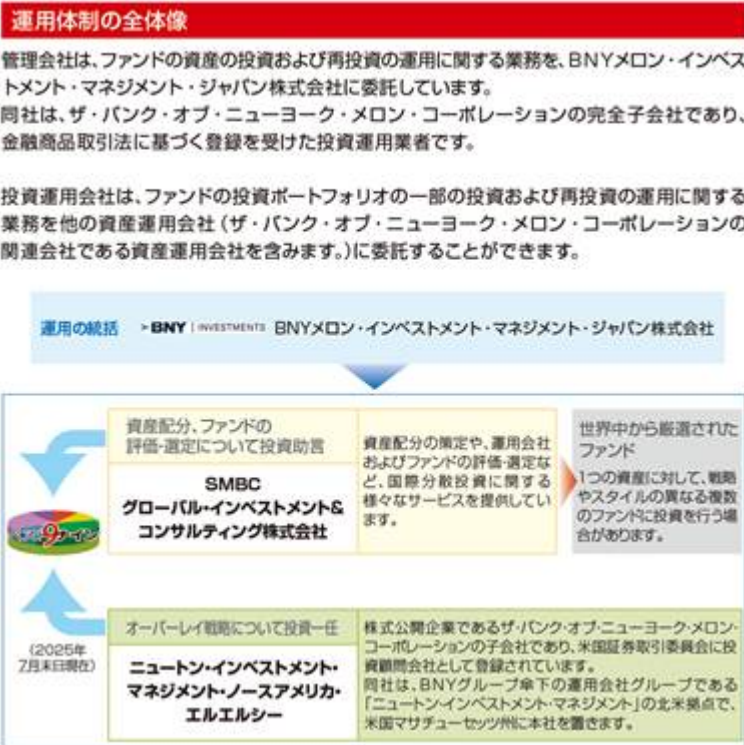 運用体制の全体像
管理会社は、ファンドの資産の投資および再投資の運用に関する業務を、BNYメロン・インベス
トメント・マネジメント・ジャパン株式会社に委託しています。
同社は、ザ・バンク・オブ・ニューヨーク・メロン・コーポレーションの完全子会社であり、
金融商品取引法に基づく登録を受けた投資運用業者です。
投資運用会社は、ファンドの投資ポートフォリオの一部の投資および再投資の運用に関する
業務を他の資産運用会社(ザ・バンク・オブ・ニューヨーク・メロン・コーポレーションの
関連会社である資産運用会社を含みます。)に委託することができます。
運用の統括 >BNY | INVESTMENTS BNYメロン・インベストメント・マネジメント・ジャパン株式会社
資産配分、ファンドの
評価・選定について投資助言
SMBC
グローバル・インベストメント&
コンサルティング株式会社
資産配分の策定や、運用会社
およびファンドの評価・選定な
ど、国際分散投資に関する
様々なサービスを提供してい
ます。
世界中から厳選された
ファンド
1つの資産に対して、戦略
やスタイルの異なる複数
のファンドに投資を行う場
合があります。
9ナイン
(2025年
7月末日現在)
オーバーレイ戦略について投資一任
ニュートン・インベストメント・
マネジメント・ノースアメリカ・
エルエルシー
株式公開企業であるザ・バンク・オブ・ニューヨーク・メロン・
コーポレーションの子会社であり、米国証券取引委員会に投
資顧問会社として登録されています。
同社は、BNYグループ傘下の運用会社グループである
「ニュートン・インベストメント・マネジメント」の北米拠点で、
米国マサチューセッツ州に本社を置きます。